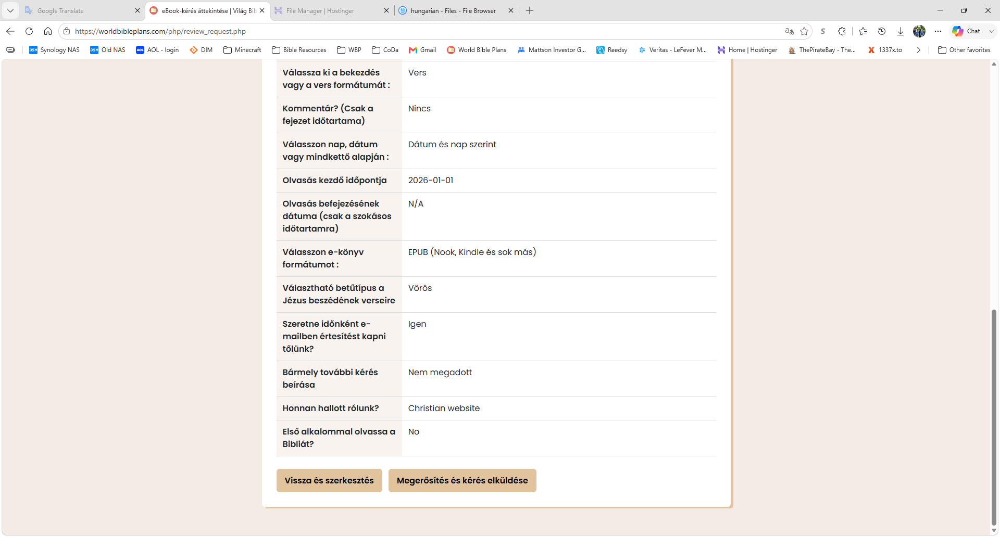 Google Translate
eBook-kérés áttekintése | Világ Bib
File Manager | Hostinger
hungarian - Files - File Browser
https://worldbibleplans.com/php/review_request.php
Chat
Synology NAS
Old NAS
AOL - login
DIM
Minecraft
Bible Resources
WBP
CoDa
Gmail
World Bible Plans
Mattson Investor G...
Reedsy
Veritas - LeFever M...
Home | Hostinger
ThePirateBay - The...
1337x.to
Other favorites
Válassza ki a bekezdés
vagy a vers formátumát :
Vers
Kommentár? (Csak a
fejezet időtartama)
Nincs
Válasszon nap, dátum
vagy mindkettő alapján :
Dátum és nap szerint
Olvasás kezdő időpontja
2026-01-01
Olvasás befejezésének
dátuma (csak a szokásos
időtartamra)
N/A
Válasszon e-könyv
formátumot :
EPUB (Nook, Kindle és sok más)
Választható betűtípus a
Jézus beszédének verseire
Vörös
Szeretne időnként e-
mailben értesítést kapni
tőlünk?
Igen
Bármely további kérés
beírása
Nem megadott
Honnan hallott rólunk?
Christian website
Első alkalommal olvassa a
Bibliát?
No
Vissza és szerkesztés
Megerősítés és kérés elküldése